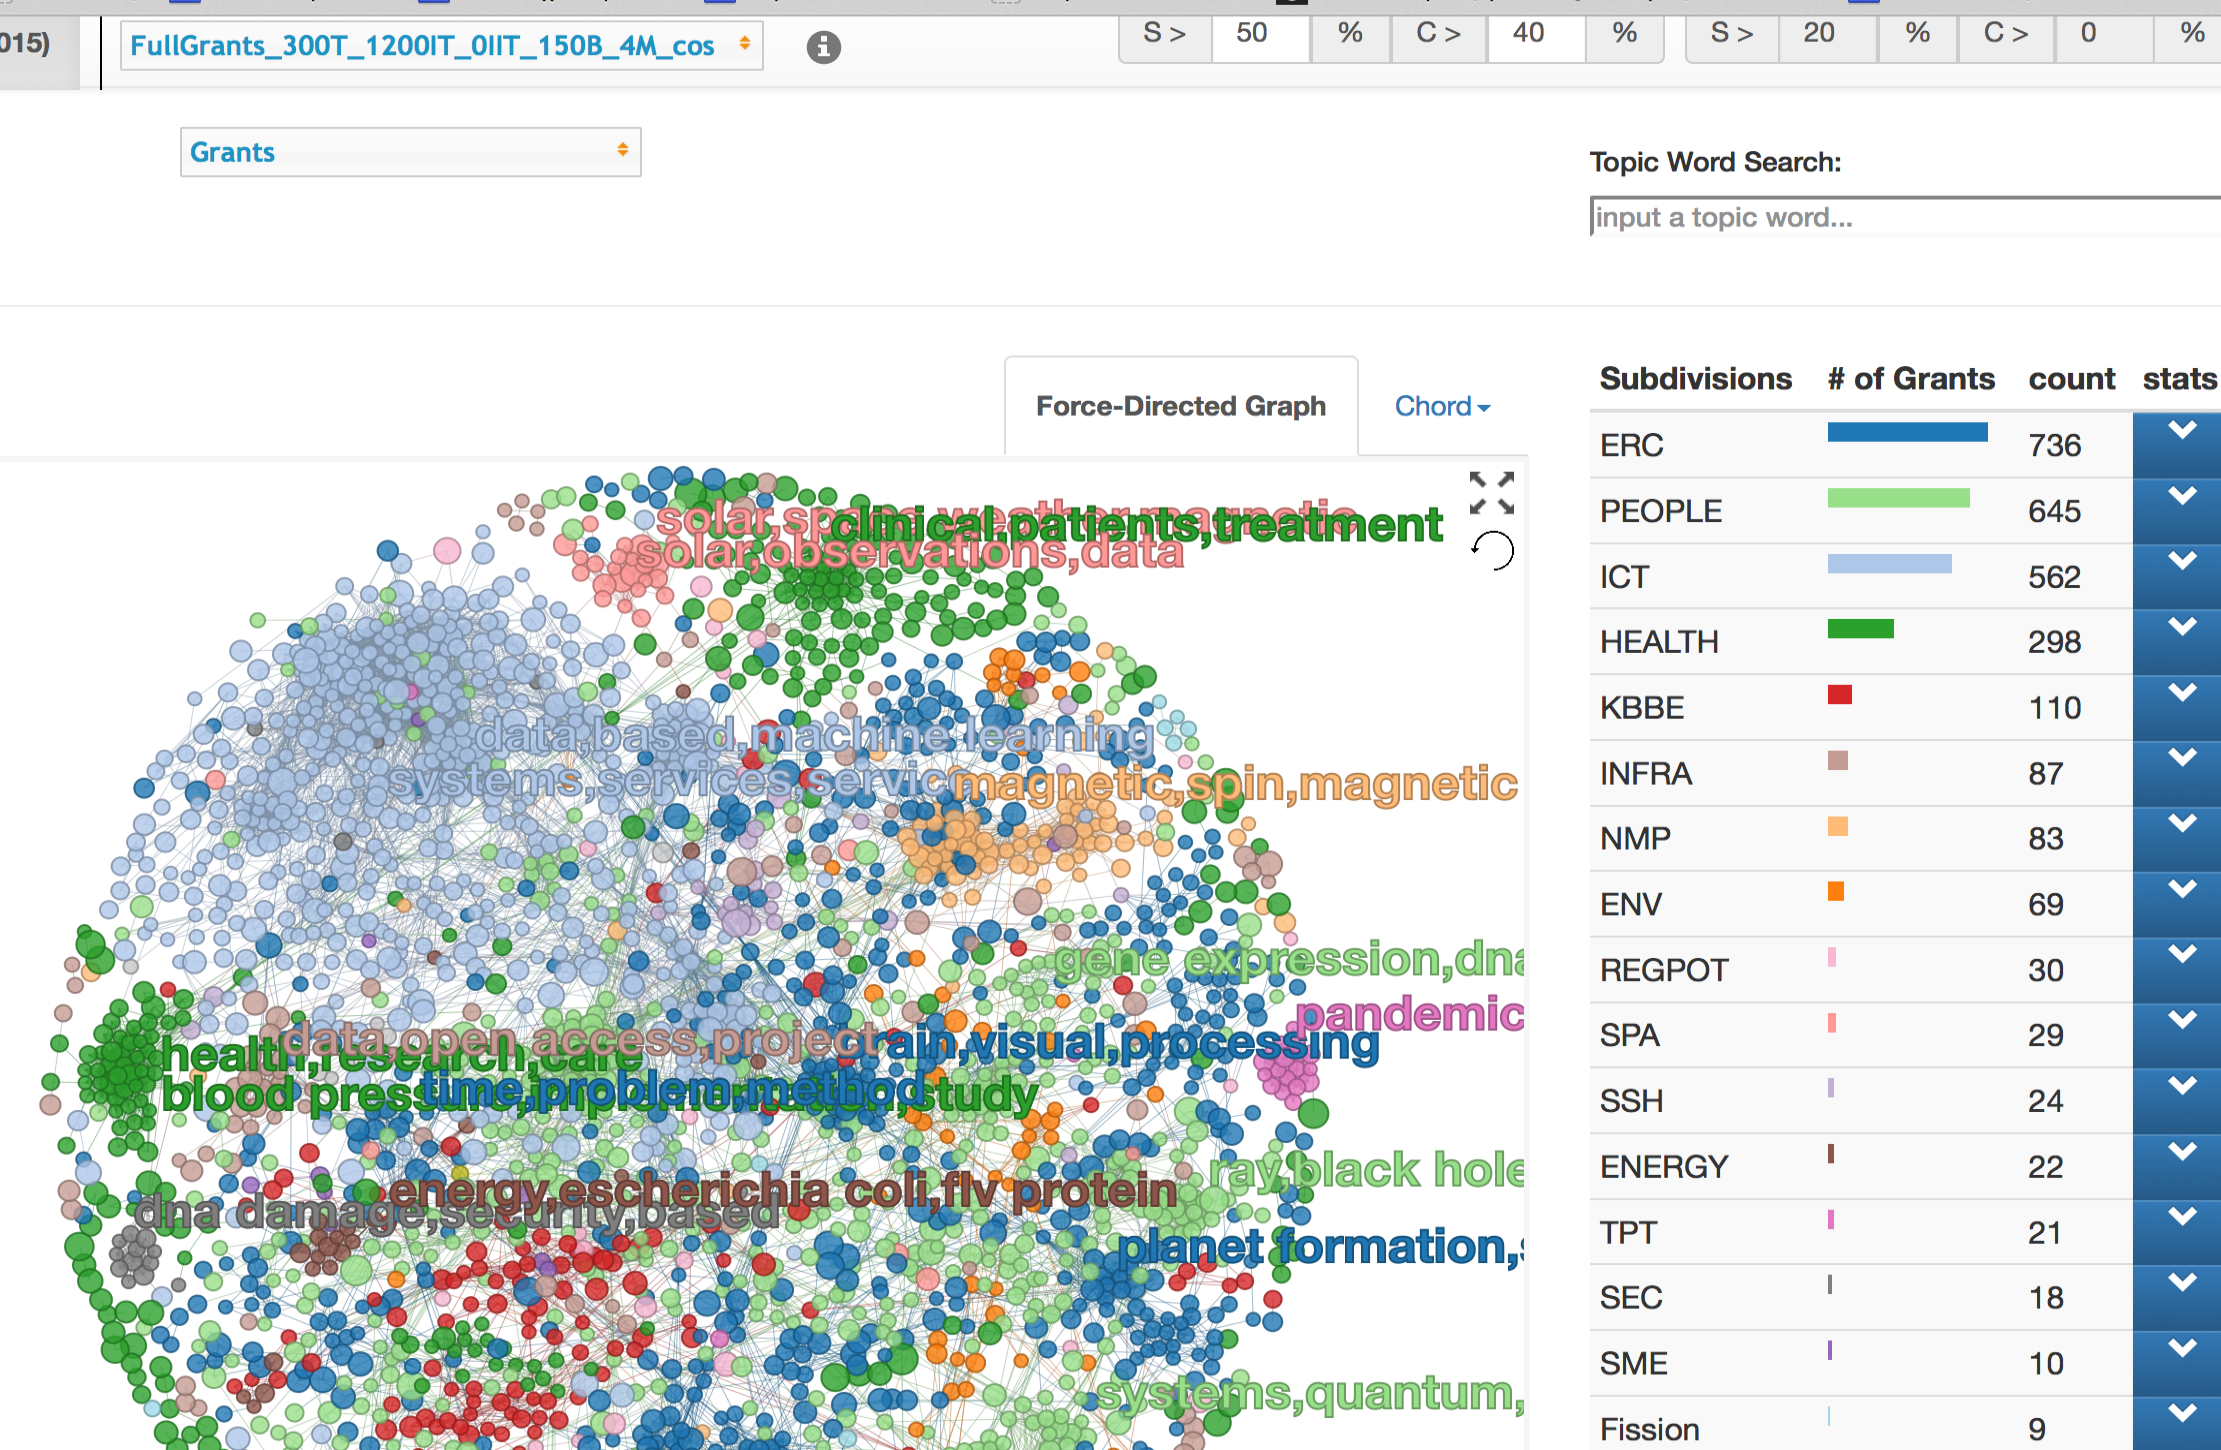 015)
FullGrants_300T_1200IT_0IIT_150B_4M_cos
S > 50 % C > 40 %
S > 20 % C > 0 %
Grants
Topic Word Search:
input a topic word...
Force-Directed Graph
Chord
Subdivisions # of Grants count stats
ERC 736
PEOPLE 645
ICT 562
HEALTH 298
KBBE 110
INFRA 87
NMP 83
ENV 69
REGPOT 30
SPA 29
SSH 24
ENERGY 22
TPT 21
SEC 18
SME 10
Fission 9
solar,space weather,magnetic
clinical,patients,treatment
solar,observations,data
data,based,machine learning
systems,services,servic
magnetic,spin,magnetic
gene expression,dna
pandemic
data,open access,project
rain,visual,processing
health,research,care
time,problem,method
blood study
ray,black hole
energy,escherichia coli,flv protein
dna damage,security,based
planet formation,s
systems,quantum,